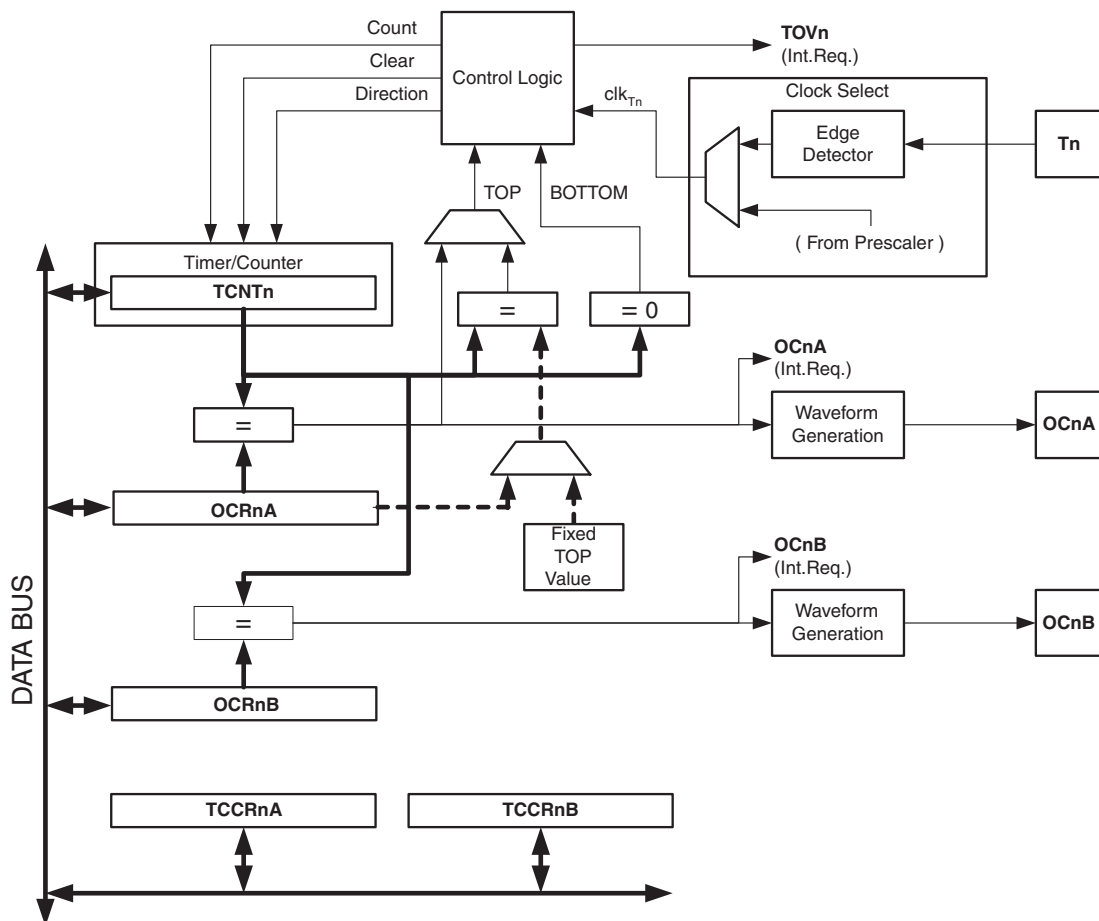 Count
Clear
Direction
Control Logic
TOVn
(Int.Req.)
clkTn
Clock Select
Edge
Detector
Tn
( From Prescaler )
TOP
BOTTOM
Timer/Counter
TCNTn
=
= 0
OCnA
(Int.Req.)
=
Waveform
Generation
OCnA
OCRnA
Fixed
TOP
Value
OCnB
(Int.Req.)
=
Waveform
Generation
OCnB
OCRnB
DATA BUS
TCCRnA
TCCRnB